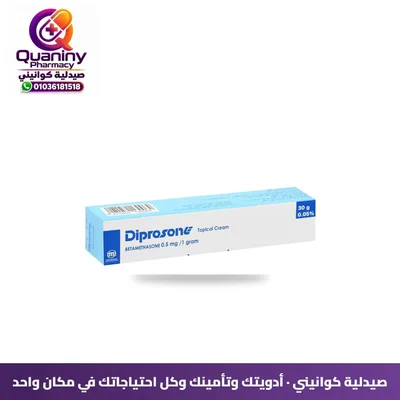 Quaniny
Pharmacy
صيدلية كوانيني
01036181518
30 g
0.05%
Diprosone Topical Cream
BETAMETHASONE 0.5 mg /1 gram
صيدلية كوانيني - أدويتك وتأمينك وكل احتياجاتك في مكان واحد